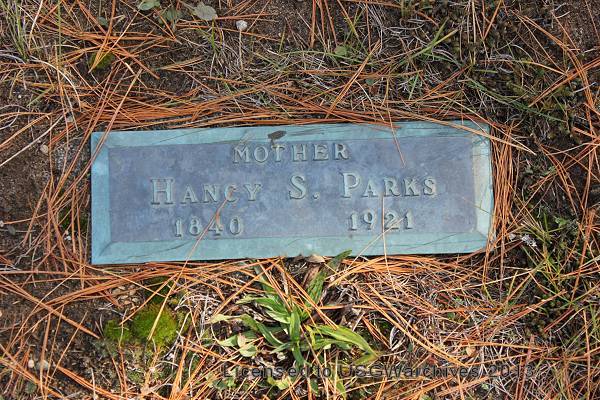 MOTHER
HANCY S. PARKS
1840 1921
Licensed to USGWarchives 2013